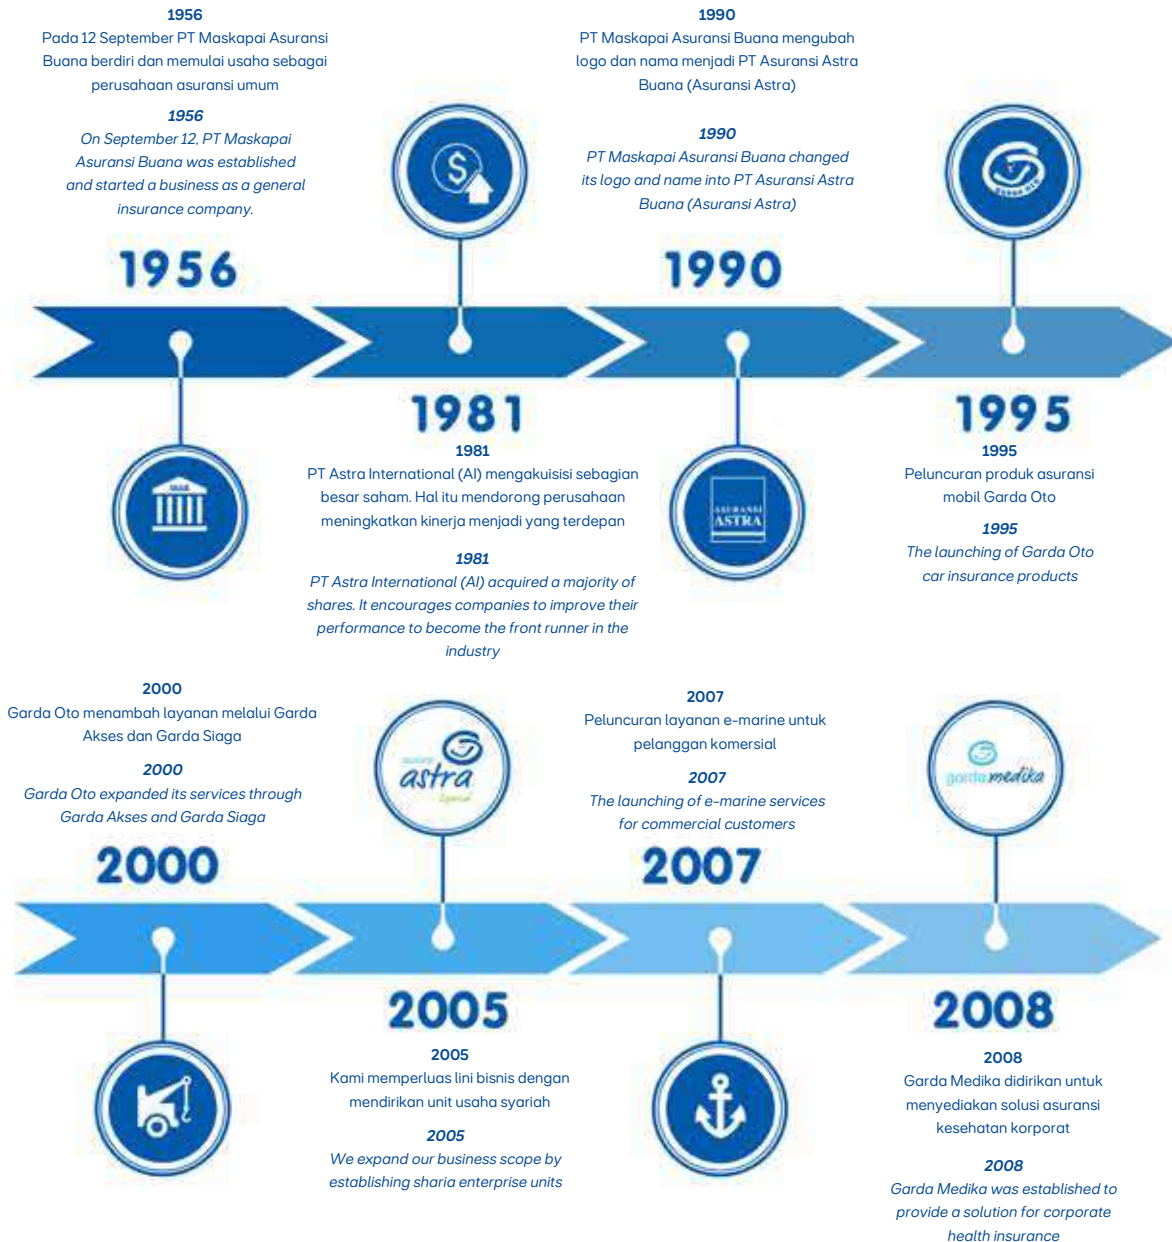 1956
Pada 12 September PT Maskapai Asuransi
Buana berdiri dan memulai usaha sebagai
perusahaan asuransi umum
1956
On September 12, PT Maskapai
Asuransi Buana was established
and started a business as a general
insurance company.
1956
1981
1981
PT Astra International (AI) mengakuisisi sebagian
besar saham. Hal itu mendorong perusahaan
meningkatkan kinerja menjadi yang terdepan
1981
PT Astra International (AI) acquired a majority of
shares. It encourages companies to improve their
performance to become the front runner in the
industry
1990
PT Maskapai Asuransi Buana mengubah
logo dan nama menjadi PT Asuransi Astra
Buana (Asuransi Astra)
1990
PT Maskapai Asuransi Buana changed
its logo and name into PT Asuransi Astra
Buana (Asuransi Astra)
1990
ASURANSI
ASTRA
1995
1995
Peluncuran produk asuransi
mobil Garda Oto
1995
The launching of Garda Oto
car insurance products
2000
Garda Oto menambah layanan melalui Garda
Akses dan Garda Siaga
2000
Garda Oto expanded its services through
Garda Akses and Garda Siaga
2000
astra
2005
2005
Kami memperluas lini bisnis dengan
mendirikan unit usaha syariah
2005
We expand our business scope by
establishing sharia enterprise units
2007
Peluncuran layanan e-marine untuk
pelanggan komersial
2007
The launching of e-marine services
for commercial customers
2007
garda medika
2008
2008
Garda Medika didirikan untuk
menyediakan solusi asuransi
kesehatan korporat
2008
Garda Medika was established to
provide a solution for corporate
health insurance